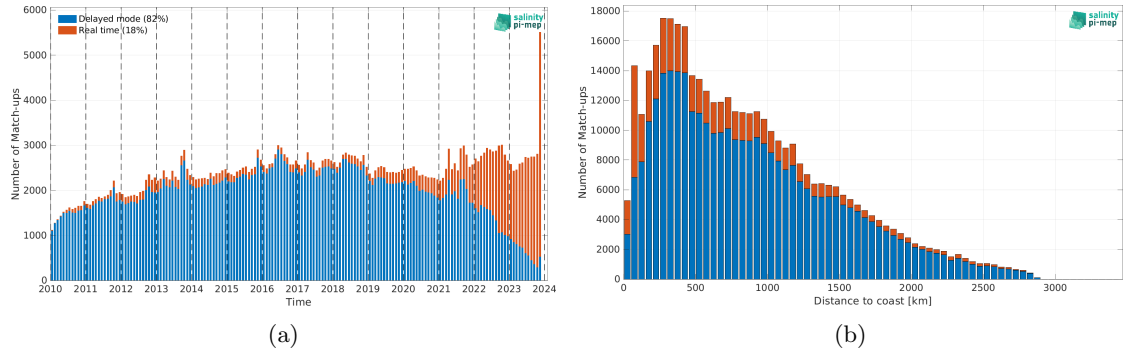 Number of Match-ups
6000
5000
4000
3000
2000
1000
0
Delayed mode (82%)
Real time (18%)
salinity
pi-mep
2010 2011 2012 2013 2014 2015 2016 2017 2018 2019 2020 2021 2022 2023 2024
Time
(a)
Number of Match-ups
18000
16000
14000
12000
10000
8000
6000
4000
2000
0
salinity
pi-mep
0 500 1000 1500 2000 2500 3000
Distance to coast [km]
(b)